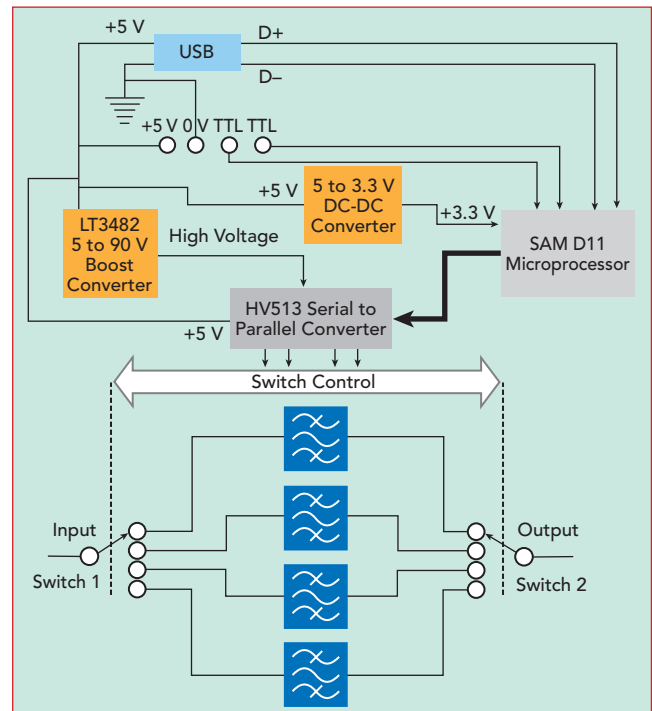 +5 V
D+
USB
D–
+5 V 0 V TTL TTL
+5 V
5 to 3.3 V
DC-DC
Converter
+3.3 V
LT3482
5 to 90 V
Boost
Converter
High Voltage
SAM D11
Microprocessor
HV513 Serial to
Parallel Converter
+5 V
Switch Control
Input
Output
Switch 1
Switch 2